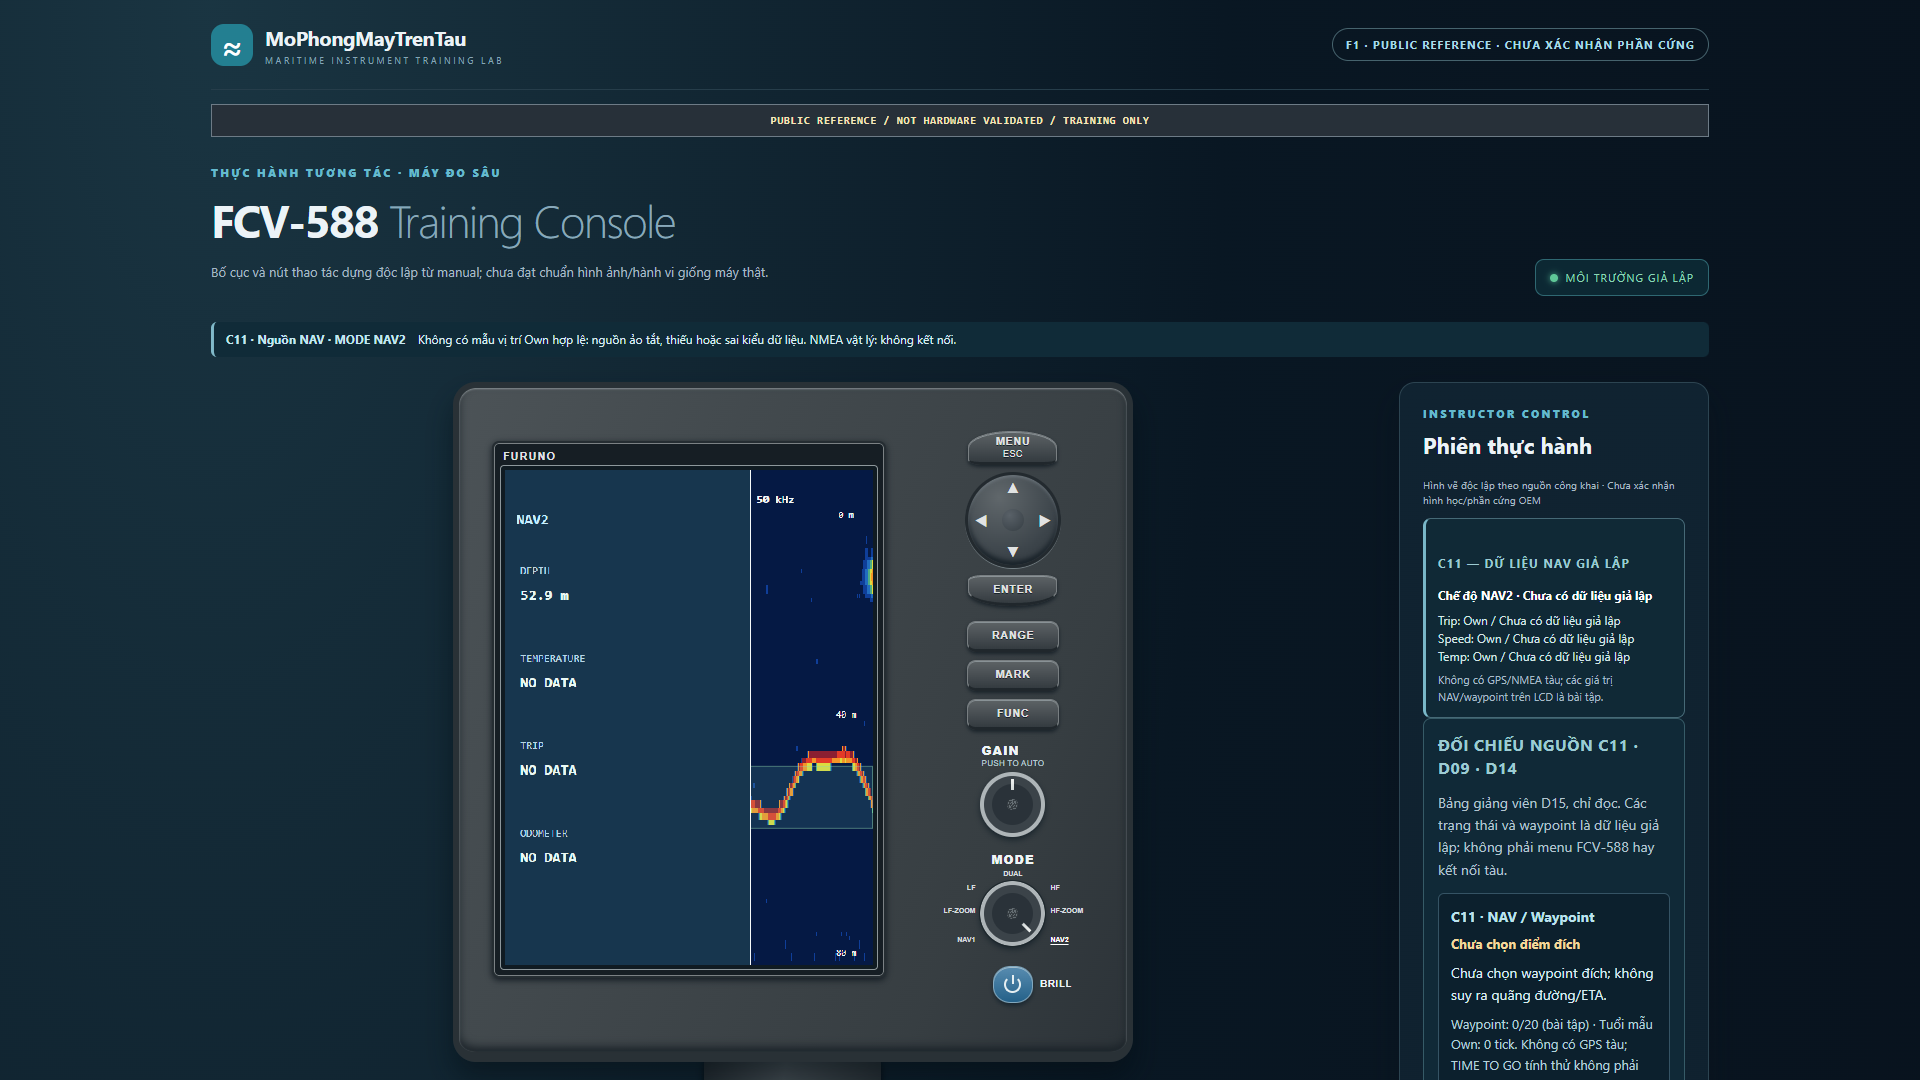 MoPhongMayTrenTau
MARITIME INSTRUMENT TRAINING LAB
F1 · PUBLIC REFERENCE · CHƯA XÁC NHẬN PHẦN CỨNG
PUBLIC REFERENCE / NOT HARDWARE VALIDATED / TRAINING ONLY
THỰC HÀNH TƯƠNG TÁC · MÁY ĐO SÂU
FCV-588 Training Console
Bố cục và nút thao tác dựng độc lập từ manual; chưa đạt chuẩn hình ảnh/hành vi giống máy thật.
MÔI TRƯỜNG GIẢ LẬP
C11 · Nguồn NAV · MODE NAV2 Không có mẫu vị trí Own hợp lệ: nguồn ảo tắt, thiếu hoặc sai kiểu dữ liệu. NMEA vật lý: không kết nối.
FURUNO
NAV2
DEPTH
52.9 m
TEMPERATURE
NO DATA
TRIP
NO DATA
ODOMETER
NO DATA
50 kHz
0 m
40 m
80 m
MENU
ESC
ENTER
RANGE
MARK
FUNC
GAIN
PUSH TO AUTO
MODE
DUAL
LF
HF
LF-ZOOM
HF-ZOOM
NAV1
NAV2
BRILL
INSTRUCTOR CONTROL
Phiên thực hành
Hình vẽ độc lập theo nguồn công khai · Chưa xác nhận
hình học/phần cứng OEM
C11 — DỮ LIỆU NAV GIẢ LẬP
Chế độ NAV2 · Chưa có dữ liệu giả lập
Trip: Own / Chưa có dữ liệu giả lập
Speed: Own / Chưa có dữ liệu giả lập
Temp: Own / Chưa có dữ liệu giả lập
Không có GPS/NMEA tàu; các giá trị
NAV/waypoint trên LCD là bài tập.
ĐỐI CHIẾU NGUỒN C11 ·
D09 · D14
Bảng giảng viên D15, chỉ đọc. Các
trạng thái và waypoint là dữ liệu giả
lập; không phải menu FCV-588 hay
kết nối tàu.
C11 · NAV / Waypoint
Chưa chọn điểm đích
Chưa chọn waypoint đích; không
suy ra quãng đường/ETA.
Waypoint: 0/20 (bài tập) · Tuổi mẫu
Own: 0 tick. Không có GPS tàu;
TIME TO GO tính thử không phải